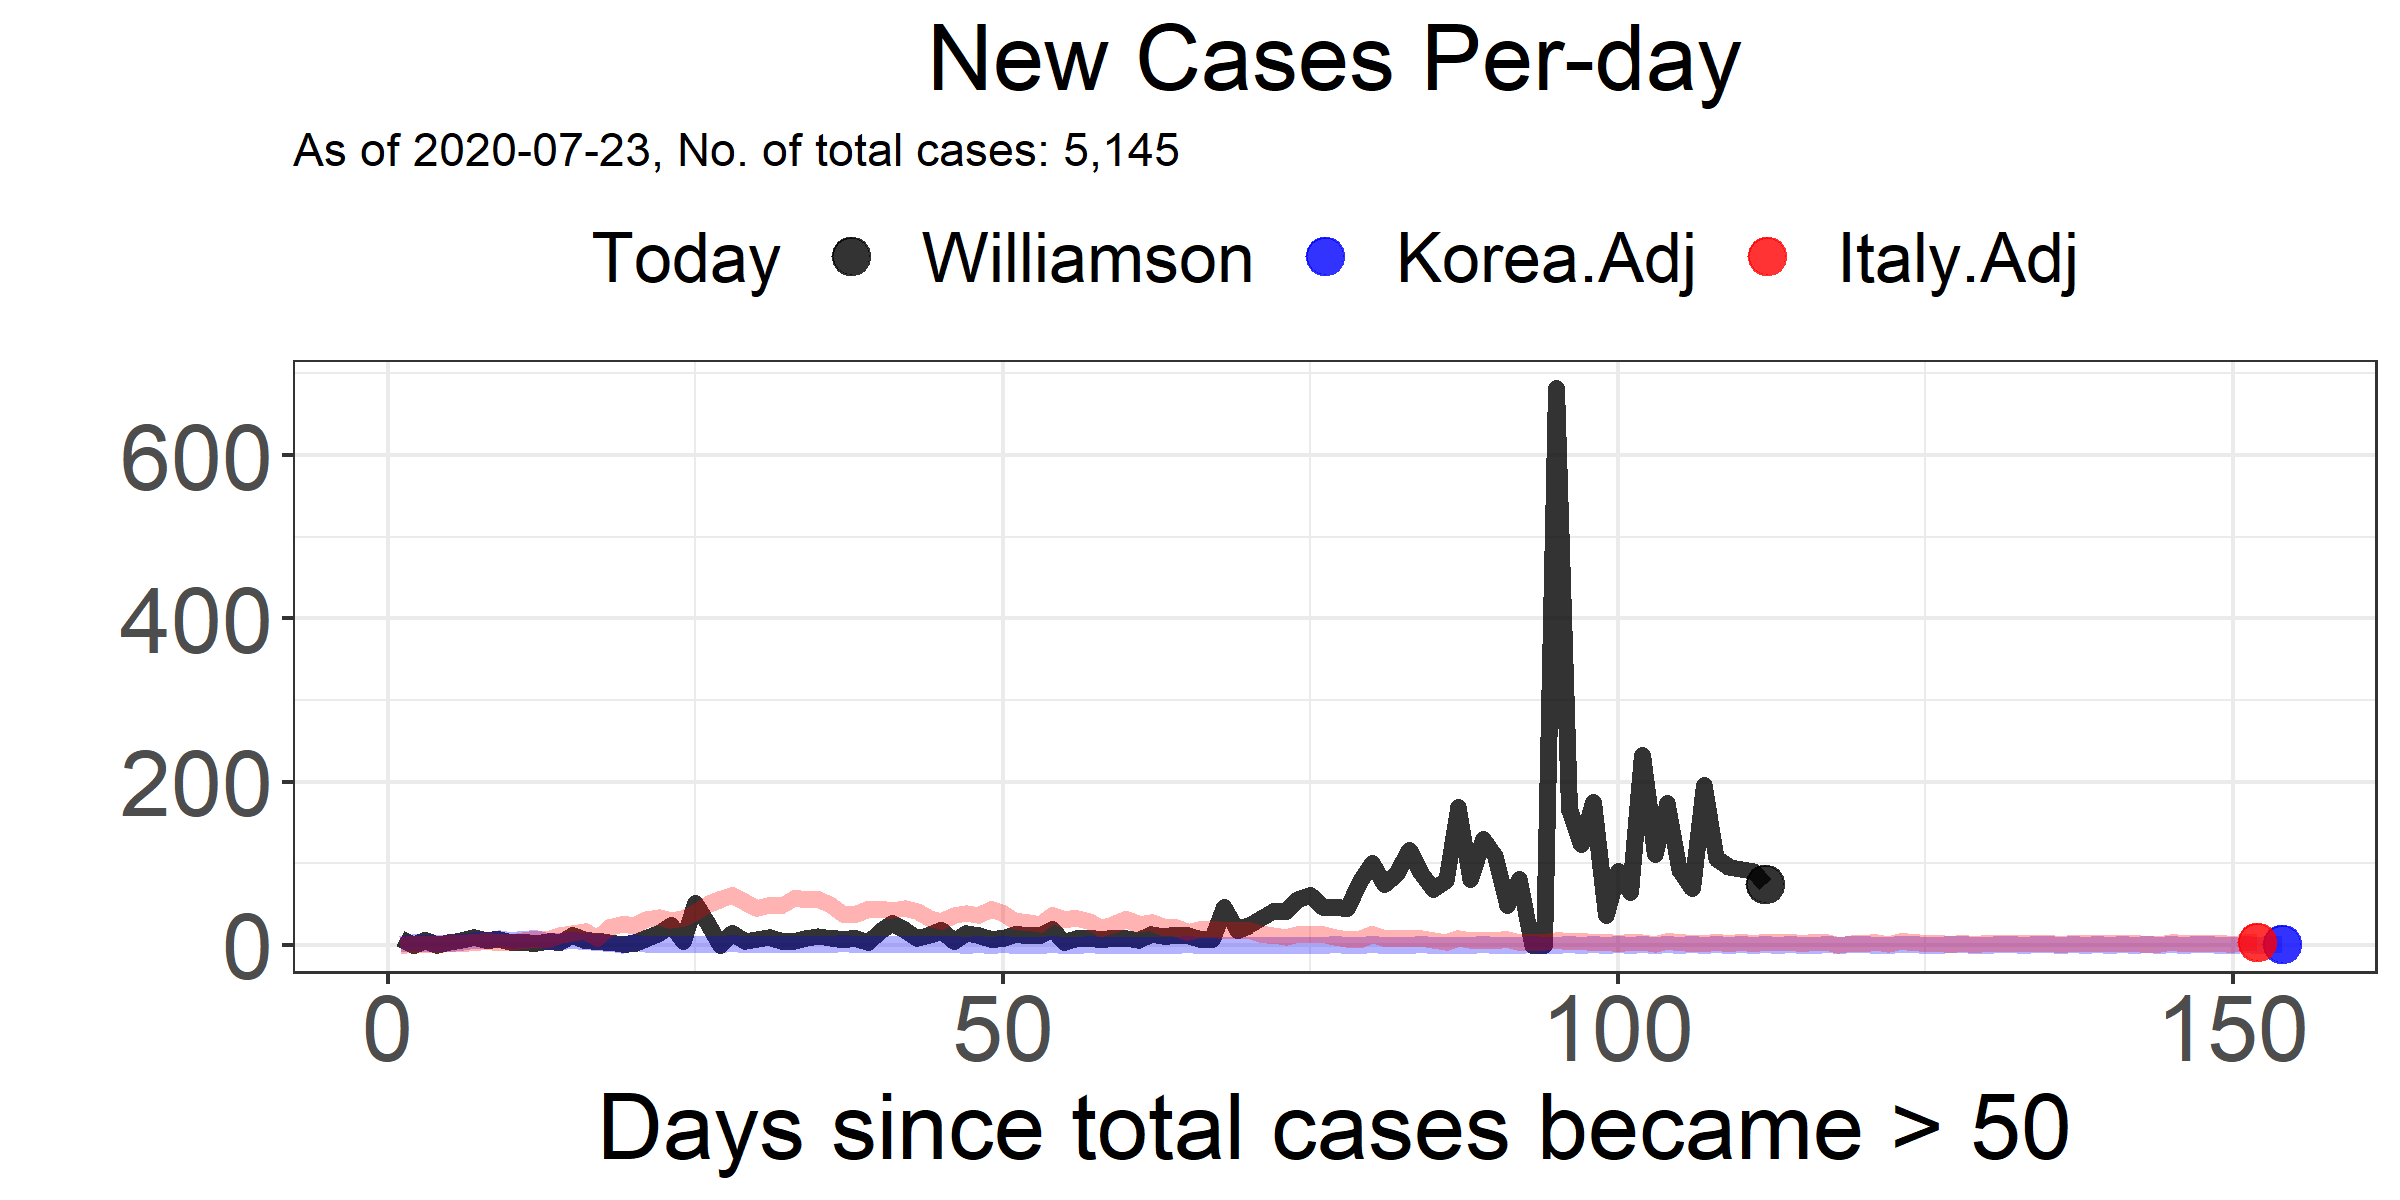 New Cases Per-day
As of 2020-07-23, No. of total cases: 5,145
Today Williamson Korea.Adj Italy.Adj
600
400
200
0
0 50 100 150
Days since total cases became > 50